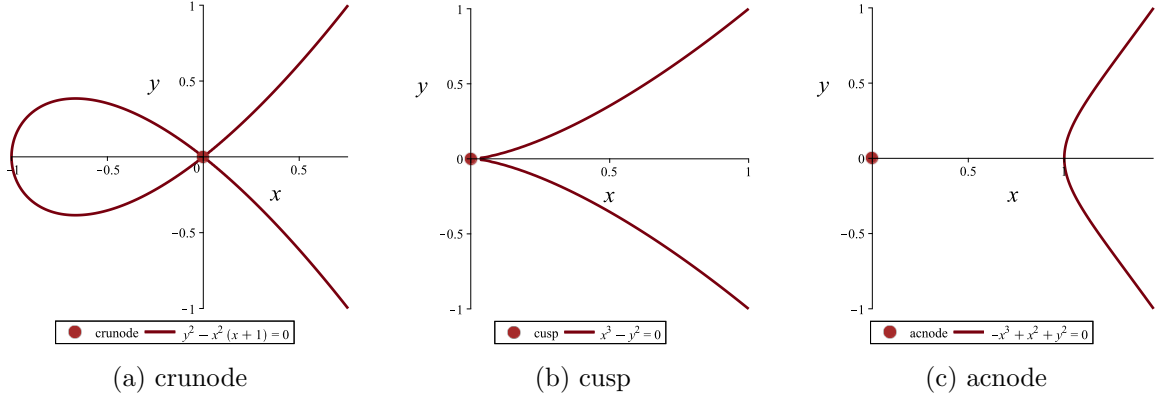 1
0.5
y
-1
-0.5
0
0.5
x
-0.5
-1
crunode y² − x² (x + 1) = 0
(a) crunode
1
y
0.5
0
0.5
1
x
-0.5
-1
cusp x³ − y² = 0
(b) cusp
1
y
0.5
0
0.5
1
x
-0.5
-1
acnode −x³ + x² + y² = 0
(c) acnode